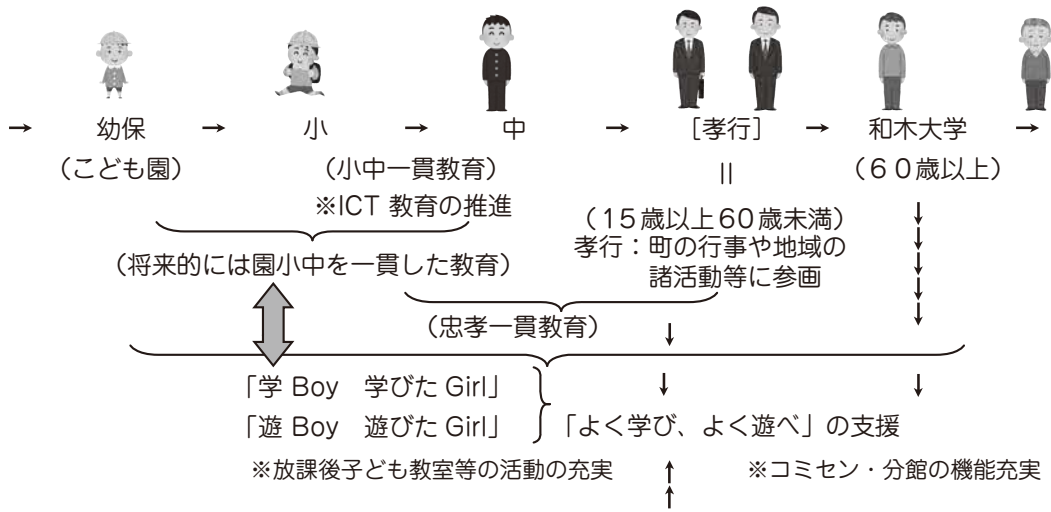 → 幼保 → 小 → 中 → ［孝行］ → 和木大学 →
（こども園） （小中一貫教育） ＝ （６０歳以上）
※ICT 教育の推進
（15歳以上60歳未満）
孝行：町の行事や地域の
諸活動等に参画
（将来的には園小中を一貫した教育）
（忠孝一貫教育）
「学 Boy　学びた Girl」
「遊 Boy　遊びた Girl」
「よく学び、よく遊べ」の支援
※放課後子ども教室等の活動の充実 ※コミセン・分館の機能充実